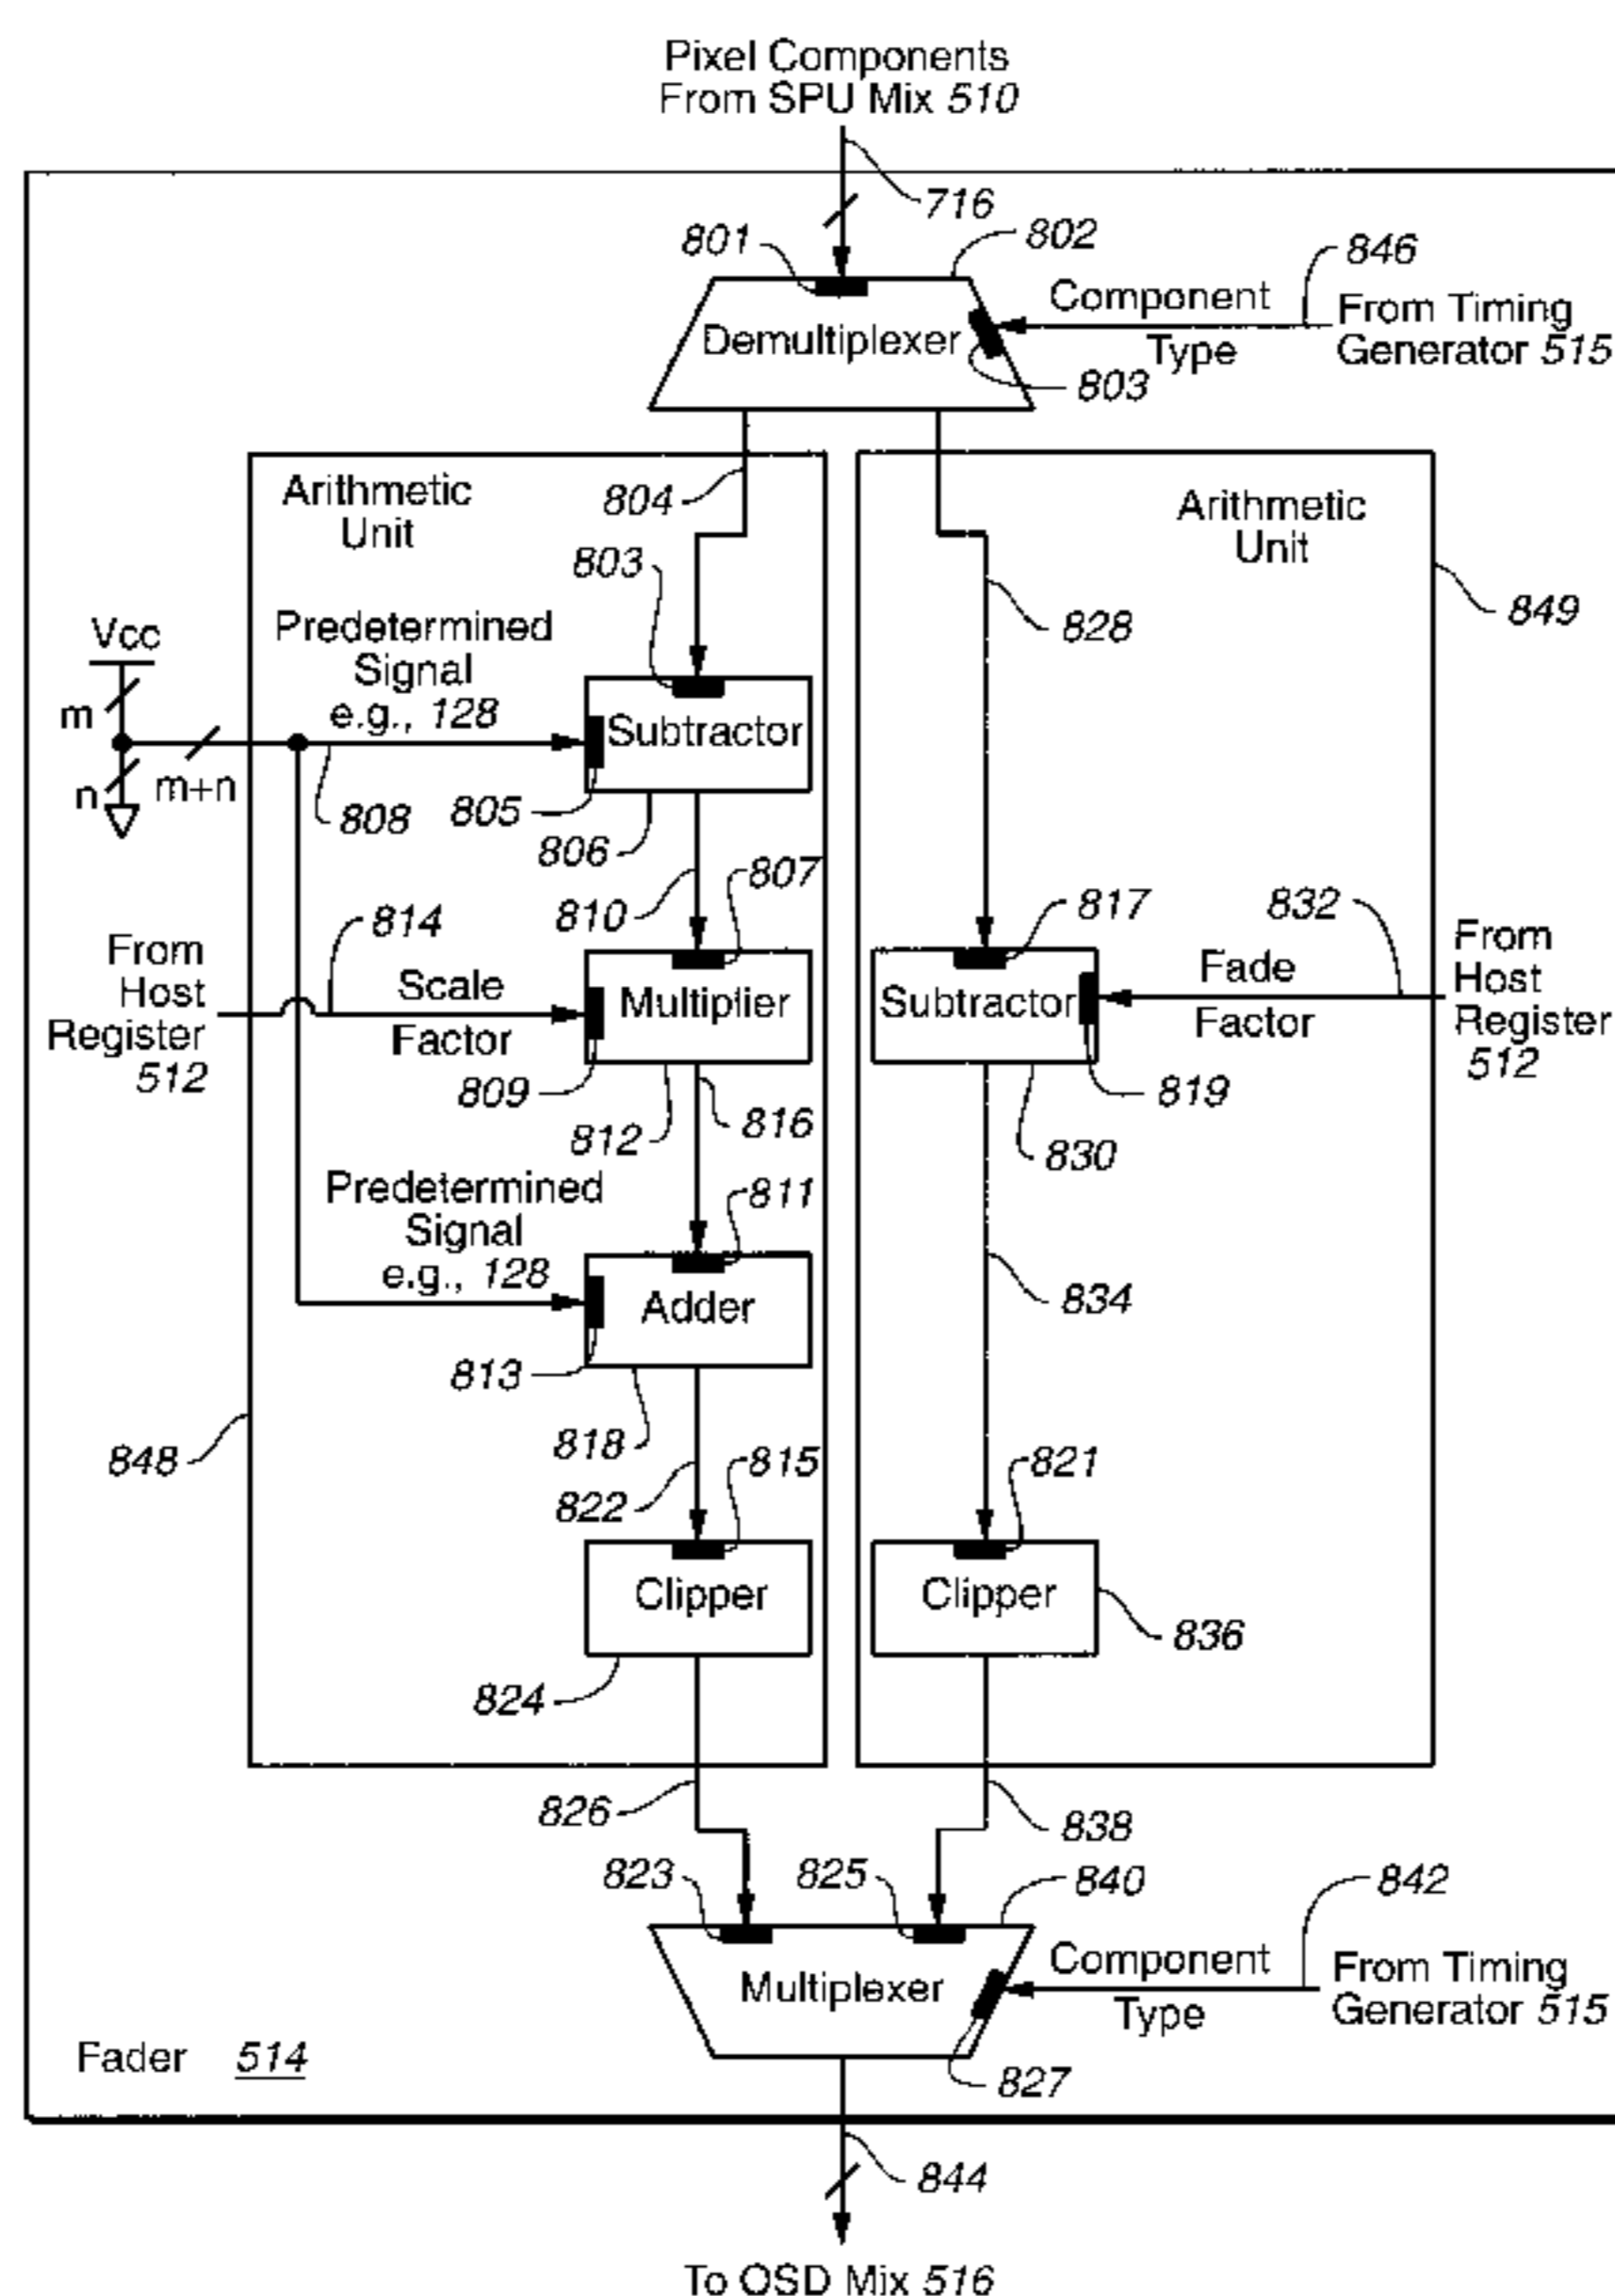 Pixel Components
From SPU Mix 510
716
801
802
846
Component
Type
From Timing
Generator 515
Demultiplexer
803
Arithmetic
Unit
804
Arithmetic
Unit
803
828
849
Vcc
Predetermined
Signal
e.g., 128
m
Subtractor
n
m+n
808
805
806
807
810
814
817
832
From
Host
Register
512
Scale
Factor
Multiplier
Subtractor
Fade
Factor
From
Host
Register
512
809
819
812
816
830
Predetermined
Signal
e.g., 128
811
Adder
834
813
818
848
815
821
822
Clipper
Clipper
836
824
826
838
823
825
840
842
Component
Type
From Timing
Generator 515
Multiplexer
827
Fader 514
844
To OSD Mix 516